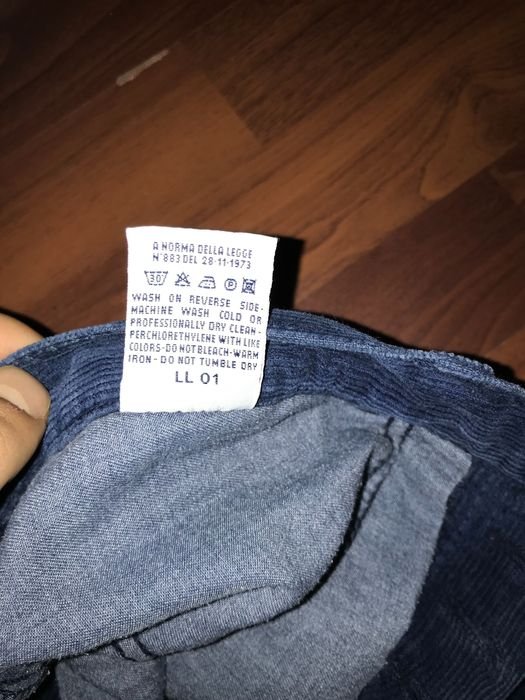 A NORMA DELLA LEGGE
N°883 DEL 28-11-1973
30
P
WASH ON REVERSE SIDE-
MACHINE WASH COLD OR
PROFESSIONALLY DRY CLEAN-
PERCHLORETHYLENE WITH LIKE
COLORS-DO NOT BLEACH-WARM
IRON-DO NOT TUMBLE DRY
LL 01